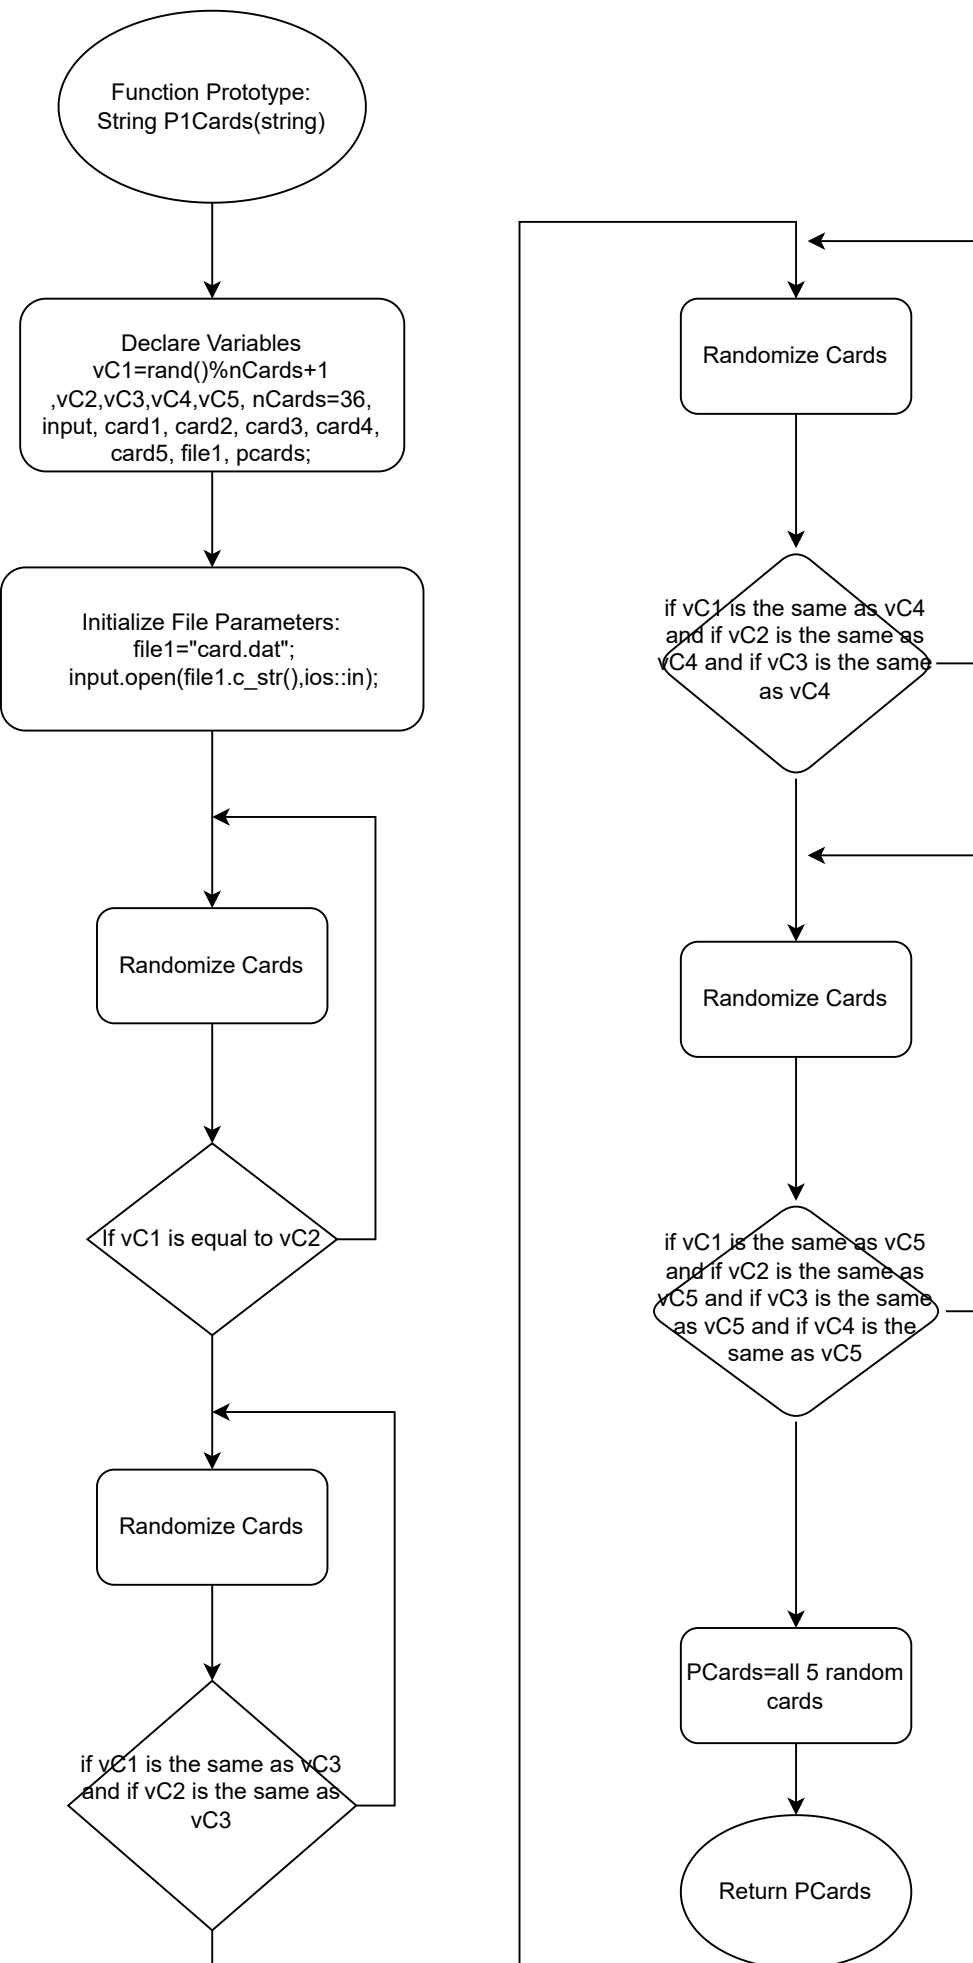 Function Prototype:
String P1Cards(string)
Declare Variables
vC1=rand()%nCards+1
,vC2,vC3,vC4,vC5, nCards=36,
input, card1, card2, card3, card4,
card5, file1, pcards;
Initialize File Parameters:
file1="card.dat";
input.open(file1.c_str(),ios::in);
Randomize Cards
If vC1 is equal to vC2
Randomize Cards
if vC1 is the same as vC3
and if vC2 is the same as
vC3
Randomize Cards
if vC1 is the same as vC4
and if vC2 is the same as
vC4 and if vC3 is the same
as vC4
Randomize Cards
if vC1 is the same as vC5
and if vC2 is the same as
vC5 and if vC3 is the same
as vC5 and if vC4 is the
same as vC5
PCards=all 5 random
cards
Return PCards